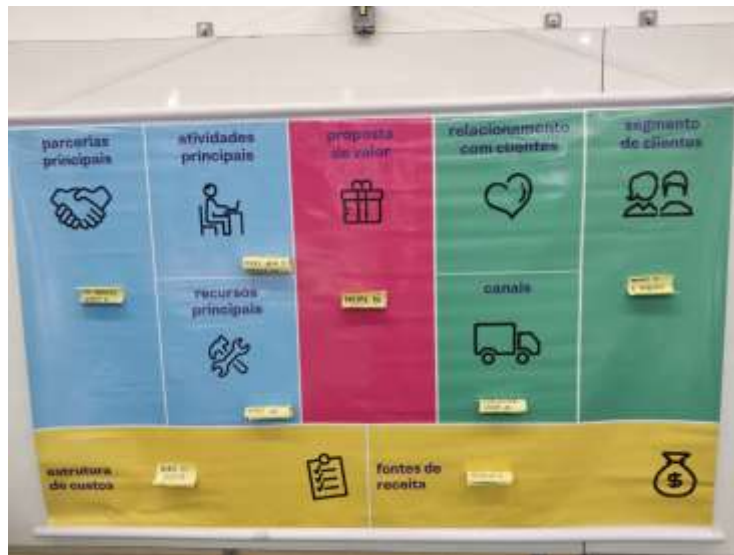 parcerias
principais
atividades
principais
proposta
de valor
relacionamento
com clientes
segmento
de clientes
recursos
principais
canais
estrutura
de custos
fontes de
receita
$